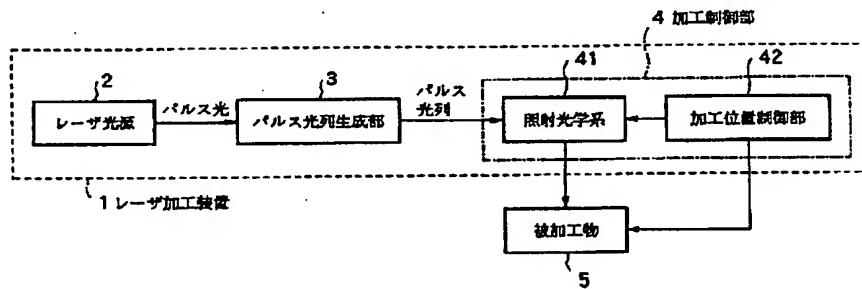 4 加工制御部
2
3
41
42
レーザ光源
パルス光
パルス光列生成部
パルス
光列
照射光学系
加工位置制御部
1 レーザ加工装置
被加工物
5